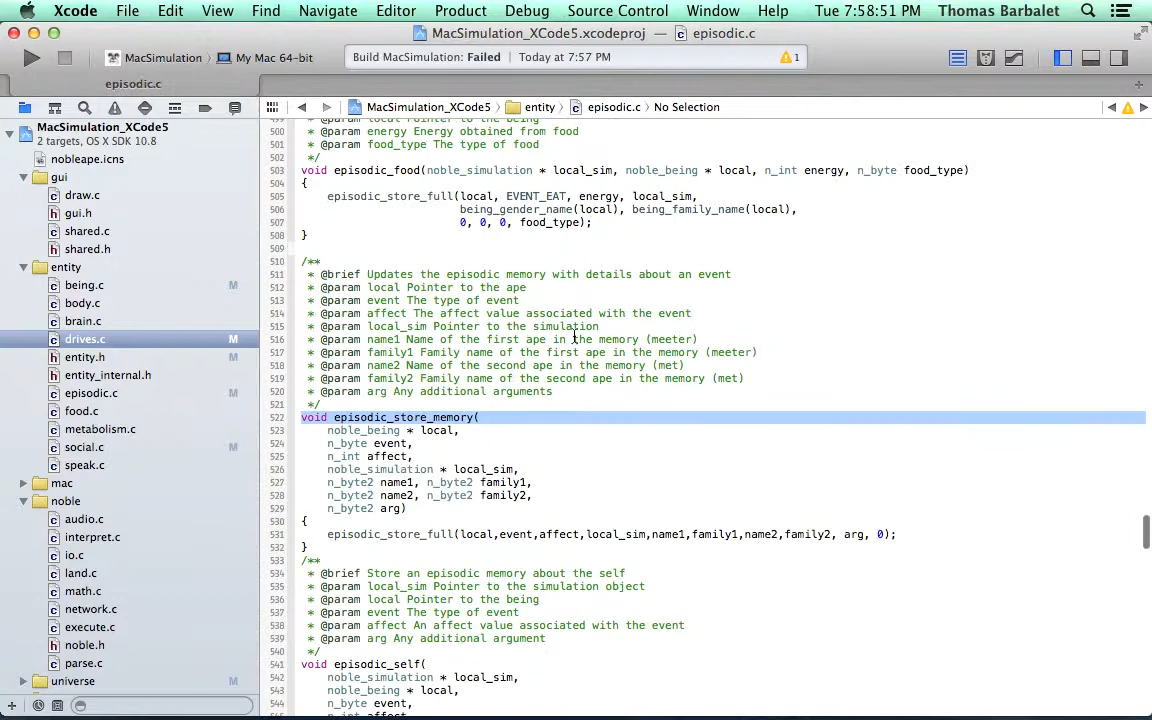 Xcode File Edit View Find Navigate Editor Product Debug Source Control Window Help Tue 7:58:51 PM Thomas Barbalet
MacSimulation_XCode5.xcodeproj — episodic.c
MacSimulation › My Mac 64-bit
Build MacSimulation: Failed | Today at 7:57 PM 1
episodic.c
MacSimulation_XCode5 › entity › episodic.c › No Selection
MacSimulation_XCode5
2 targets, OS X SDK 10.8
nobleape.icns
gui
draw.c
gui.h
shared.c
shared.h
entity
being.c M
body.c
brain.c
drives.c M
entity.h M
entity_internal.h
episodic.c M
food.c
metabolism.c
social.c M
speak.c
mac
noble
audio.c
interpret.c
io.c
land.c
math.c
network.c
execute.c
noble.h
parse.c
universe M
499 * @param local Pointer to the being
500 * @param energy Energy obtained from food
501 * @param food_type The type of food
502 */
503 void episodic_food(noble_simulation * local_sim, noble_being * local, n_int energy, n_byte food_type)
504 {
505 episodic_store_full(local, EVENT_EAT, energy, local_sim,
506 being_gender_name(local), being_family_name(local),
507 0, 0, 0, food_type);
508 }
509
510 /**
511 * @brief Updates the episodic memory with details about an event
512 * @param local Pointer to the ape
513 * @param event The type of event
514 * @param affect The affect value associated with the event
515 * @param local_sim Pointer to the simulation
516 * @param name1 Name of the first ape in the memory (meeter)
517 * @param family1 Family name of the first ape in the memory (meeter)
518 * @param name2 Name of the second ape in the memory (met)
519 * @param family2 Family name of the second ape in the memory (met)
520 * @param arg Any additional arguments
521 */
522 void episodic_store_memory(
523 noble_being * local,
524 n_byte event,
525 n_int affect,
526 noble_simulation * local_sim,
527 n_byte2 name1, n_byte2 family1,
528 n_byte2 name2, n_byte2 family2,
529 n_byte2 arg)
530 {
531 episodic_store_full(local,event,affect,local_sim,name1,family1,name2,family2, arg, 0);
532 }
533 /**
534 * @brief Store an episodic memory about the self
535 * @param local_sim Pointer to the simulation object
536 * @param local Pointer to the being
537 * @param event The type of event
538 * @param affect An affect value associated with the event
539 * @param arg Any additional argument
540 */
541 void episodic_self(
542 noble_simulation * local_sim,
543 noble_being * local,
544 n_byte event,
545 n_int affect,